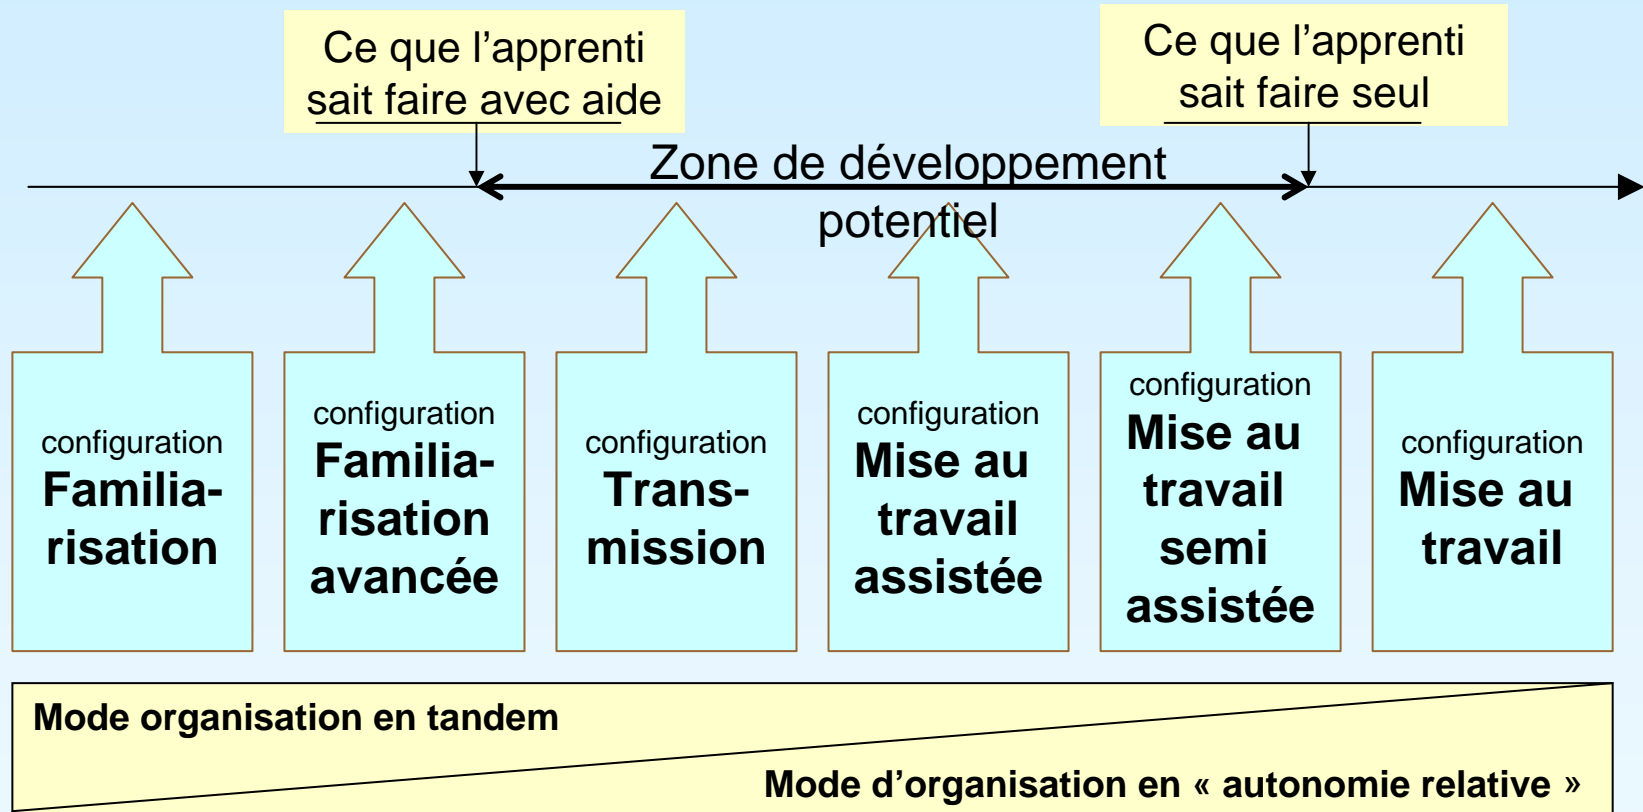 Ce que l’apprenti
sait faire avec aide
Ce que l’apprenti
sait faire seul
Zone de développement
potentiel
configuration
Familia-
risation
configuration
Familia-
risation
avancée
configuration
Trans-
mission
configuration
Mise au
travail
assistée
configuration
Mise au
travail
semi
assistée
configuration
Mise au
travail
Mode organisation en tandem
Mode d’organisation en « autonomie relative »